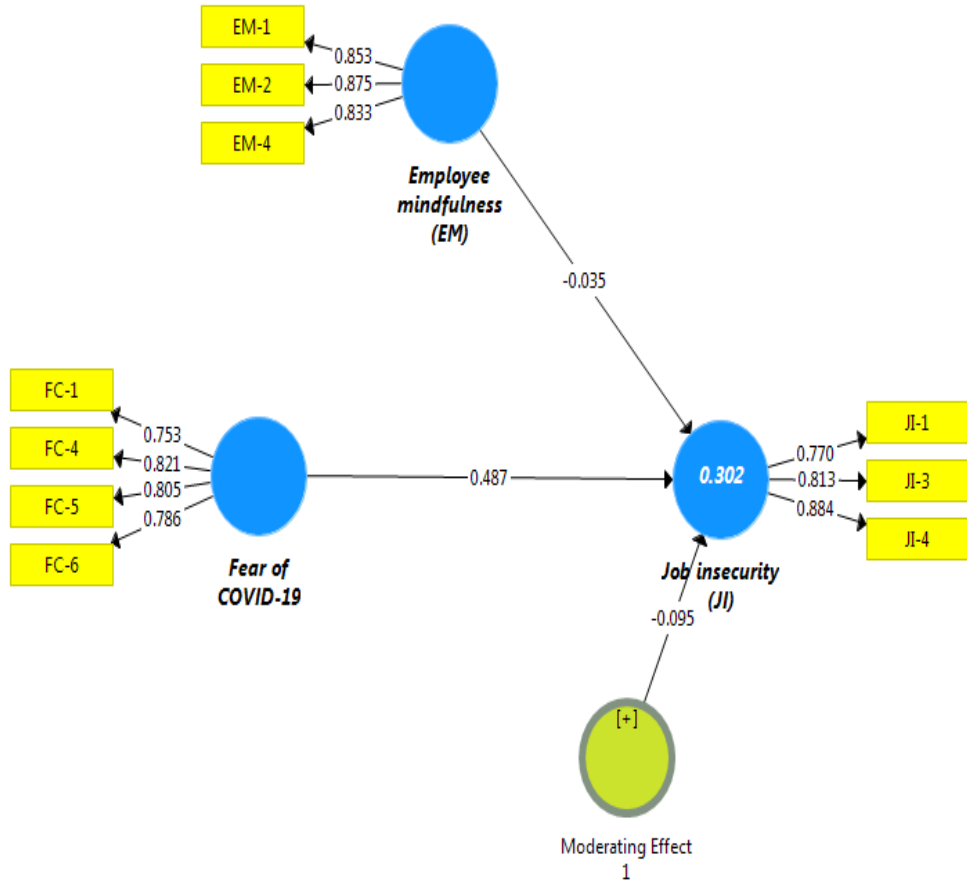 EM-1
0.853
EM-2
0.875
EM-4
0.833
Employee
mindfulness
(EM)
-0.035
FC-1
0.753
FC-4
0.821
FC-5
0.805
FC-6
0.786
Fear of
COVID-19
0.487
0.302
JI-1
0.770
JI-3
0.813
JI-4
0.884
Job insecurity
(JI)
-0.095
[+]
Moderating Effect
1